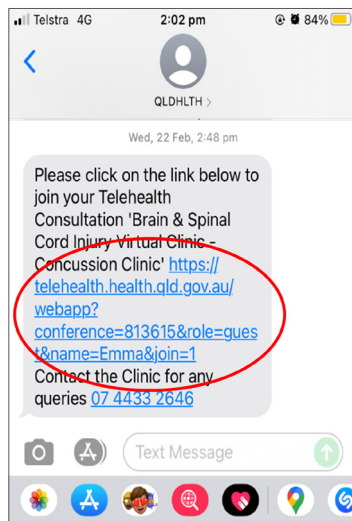 Telstra 4G 2:02 pm 84%
QLDHLTH >
Wed, 22 Feb, 2:48 pm
Please click on the link below to
join your Telehealth
Consultation 'Brain & Spinal
Cord Injury Virtual Clinic -
Concussion Clinic' https://
telehealth.health.qld.gov.au/
webapp?
conference=813615&role=gues
t&name=Emma&join=1
Contact the Clinic for any
queries 07 4433 2646
Text Message